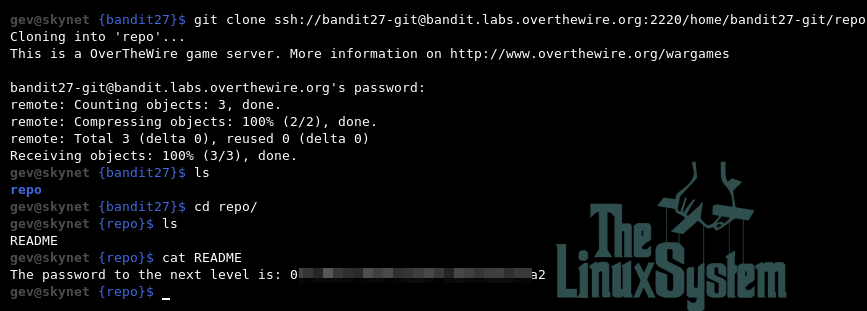 gev@skynet {bandit27}$ git clone ssh://bandit27-git@bandit.labs.overthewire.org:2220/home/bandit27-git/repo
Cloning into 'repo'...
This is a OverTheWire game server. More information on http://www.overthewire.org/wargames
bandit27-git@bandit.labs.overthewire.org's password:
remote: Counting objects: 3, done.
remote: Compressing objects: 100% (2/2), done.
remote: Total 3 (delta 0), reused 0 (delta 0)
Receiving objects: 100% (3/3), done.
gev@skynet {bandit27}$ ls
repo
gev@skynet {bandit27}$ cd repo/
gev@skynet {repo}$ ls
README
gev@skynet {repo}$ cat README
The password to the next level is: 0 a2
gev@skynet {repo}$ _
The
LinuxSystem